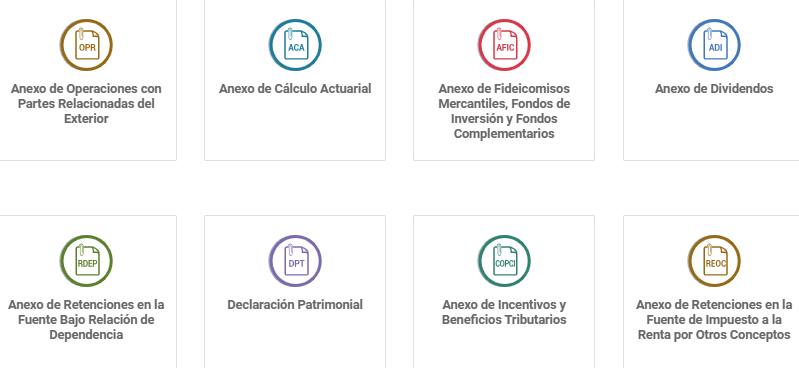 OPR
Anexo de Operaciones con
Partes Relacionadas del
Exterior
ACA
Anexo de Cálculo Actuarial
AFIC
Anexo de Fideicomisos
Mercantiles, Fondos de
Inversión y Fondos
Complementarios
ADI
Anexo de Dividendos
RDEP
Anexo de Retenciones en la
Fuente Bajo Relación de
Dependencia
DPT
Declaración Patrimonial
COPCI
Anexo de Incentivos y
Beneficios Tributarios
REOC
Anexo de Retenciones en la
Fuente de Impuesto a la
Renta por Otros Conceptos